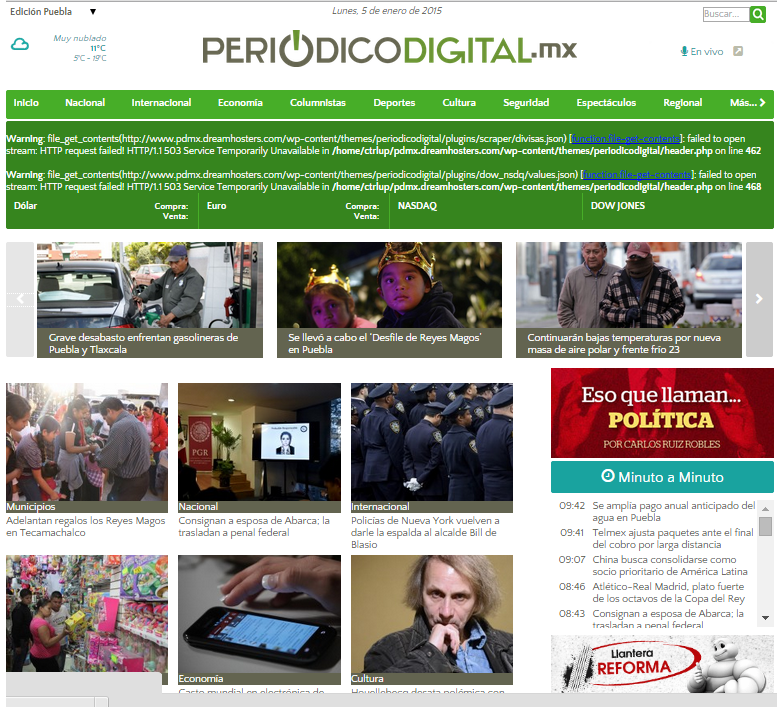 Edición Puebla ▼
Lunes, 5 de enero de 2015
Buscar...
Muy nublado
11°C
5°C - 19°C
PERIÓDICODIGITAL.mx
En vivo
Inicio Nacional Internacional Economía Columnistas Deportes Cultura Seguridad Espectáculos Regional Más...
Warning: file_get_contents(http://www.pdmx.dreamhosters.com/wp-content/themes/periodicodigital/plugins/scraper/divisas.json) [function.file-get-contents]: failed to open
stream: HTTP request failed! HTTP/1.1 503 Service Temporarily Unavailable in /home/ctrlup/pdmx.dreamhosters.com/wp-content/themes/periodicodigital/header.php on line 462
Warning: file_get_contents(http://www.pdmx.dreamhosters.com/wp-content/themes/periodicodigital/plugins/dow_nsdq/values.json) [function.file-get-contents]: failed to open
stream: HTTP request failed! HTTP/1.1 503 Service Temporarily Unavailable in /home/ctrlup/pdmx.dreamhosters.com/wp-content/themes/periodicodigital/header.php on line 468
Dólar Compra: Euro Compra: NASDAQ DOW JONES
Venta: Venta:
Grave desabasto enfrentan gasolineras de
Puebla y Tlaxcala
Se llevó a cabo el 'Desfile de Reyes Magos'
en Puebla
Continuarán bajas temperaturas por nueva
masa de aire polar y frente frío 23
PGR
Municipios
Adelantan regalos los Reyes Magos
en Tecamachalco
Nacional
Consignan a esposa de Abarca; la
trasladan a penal federal
Internacional
Policías de Nueva York vuelven a
darle la espalda al alcalde Bill de
Blasio
Economía
Gasto mundial en electrónica de
Cultura
Houellebecq desata polémica con
Eso que llaman...
POLÍTICA
POR CARLOS RUIZ ROBLES
Minuto a Minuto
09:42 Se amplía pago anual anticipado del
agua en Puebla
09:41 Telmex ajusta paquetes ante el final
del cobro por larga distancia
09:07 China busca consolidarse como
socio prioritario de América Latina
08:46 Atlético-Real Madrid, plato fuerte
de los octavos de la Copa del Rey
08:43 Consignan a esposa de Abarca; la
trasladan a penal federal
Llantera
REFORMA